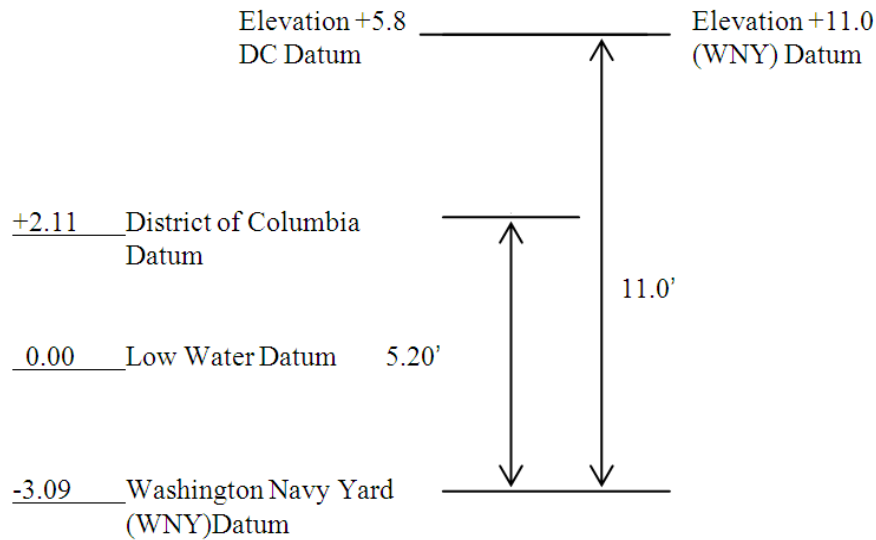 Elevation +5.8
DC Datum
Elevation +11.0
(WNY) Datum
+2.11 District of Columbia
Datum
11.0’
0.00 Low Water Datum 5.20’
-3.09 Washington Navy Yard
(WNY)Datum